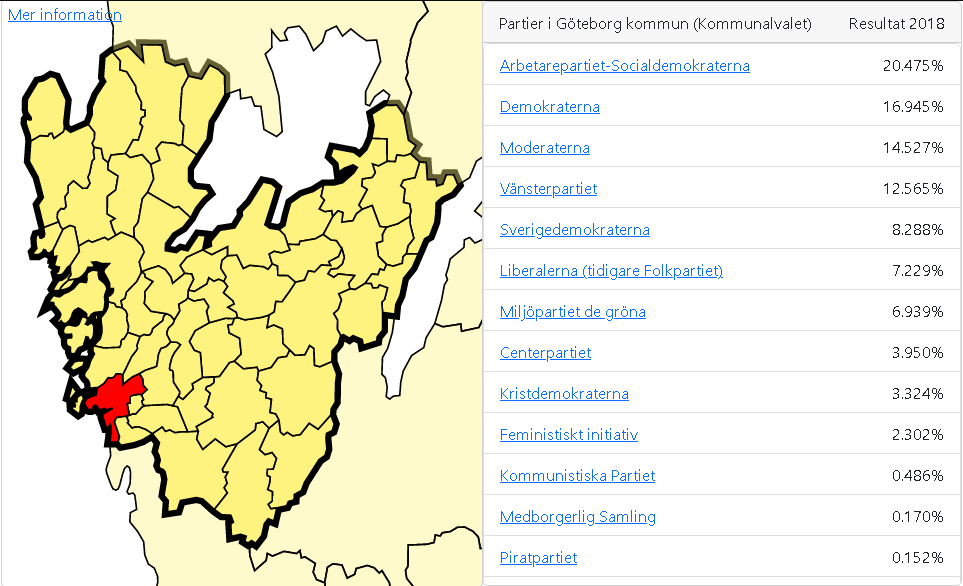 Mer information
Partier i Göteborg kommun (Kommunalvalet) Resultat 2018
Arbetarepartiet-Socialdemokraterna 20.475%
Demokraterna 16.945%
Moderaterna 14.527%
Vänsterpartiet 12.565%
Sverigedemokraterna 8.288%
Liberalerna (tidigare Folkpartiet) 7.229%
Miljöpartiet de gröna 6.939%
Centerpartiet 3.950%
Kristdemokraterna 3.324%
Feministiskt initiativ 2.302%
Kommunistiska Partiet 0.486%
Medborgerlig Samling 0.170%
Piratpartiet 0.152%